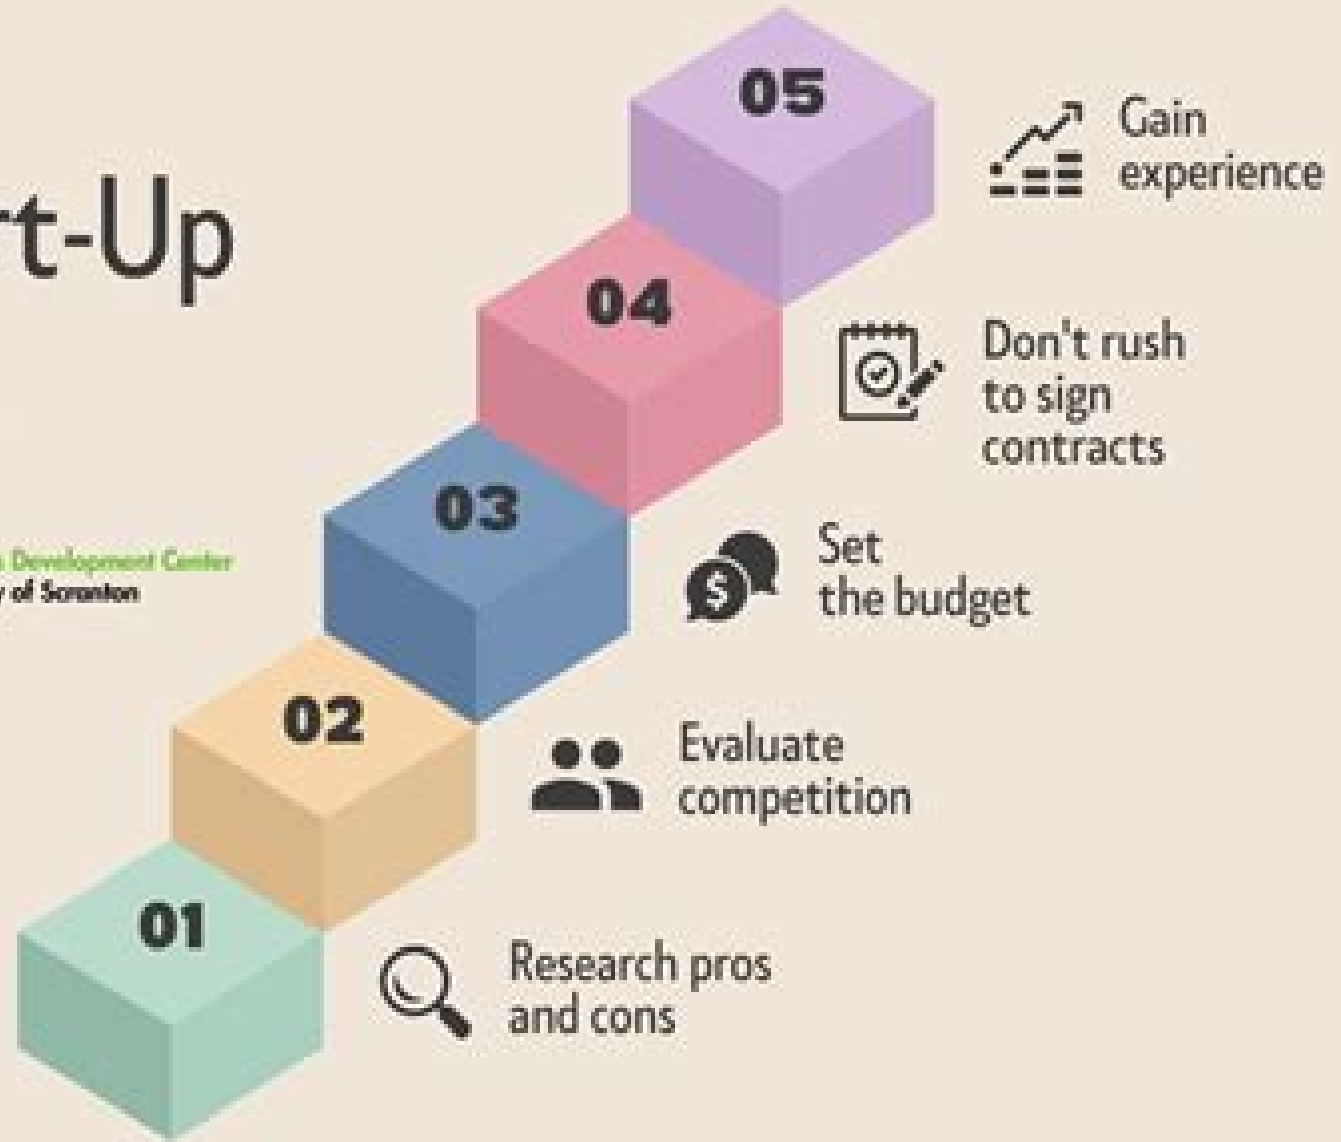 rt-Up
Development Center
of Scranton
05
Gain
experience
04
Don't rush
to sign
contracts
03
Set
the budget
02
Evaluate
competition
01
Research pros
and cons